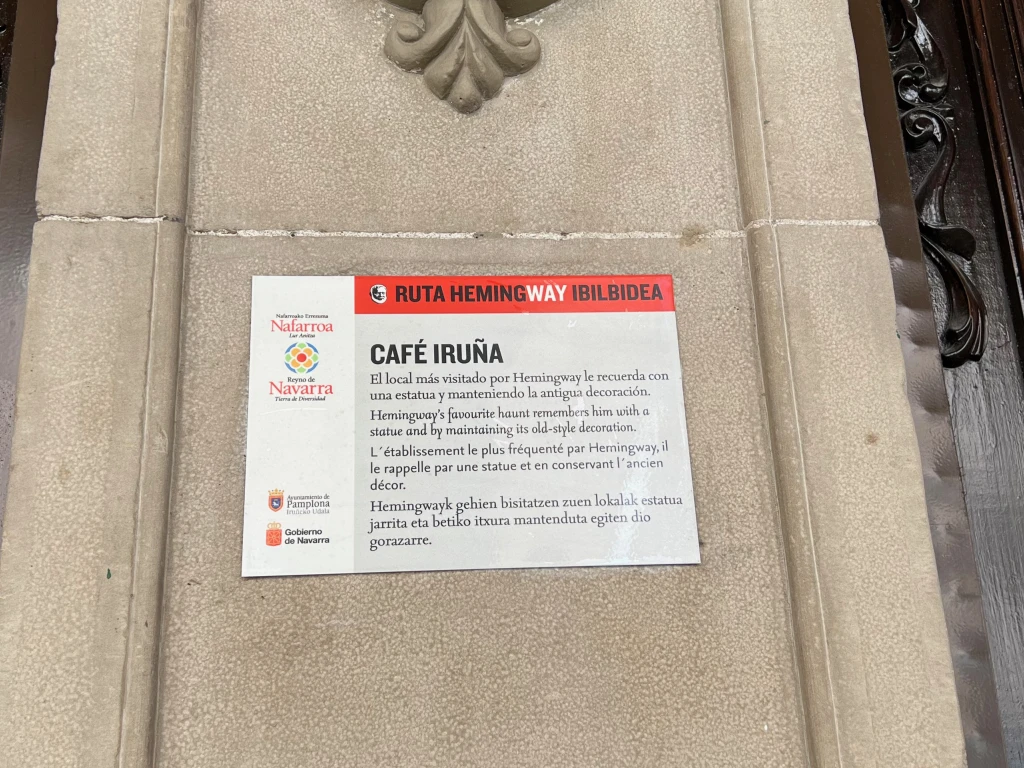 RUTA HEMINGWAY IBILBIDEA
Nafarroako Erresuma
Nafarroa
Lur Anitza
Reyno de
Navarra
Tierra de Diversidad
CAFÉ IRUÑA
El local más visitado por Hemingway le recuerda con
una estatua y manteniendo la antigua decoración.
Hemingway's favourite haunt remembers him with a
statue and by maintaining its old-style decoration.
L´établissement le plus fréquenté par Hemingway, il
le rappelle par une statue et en conservant l´ancien
décor.
Hemingwayk gehien bisitatzen zuen lokalak estatua
jarrita eta betiko itxura mantenduta egiten dio
gorazarre.
Ayuntamiento de
Pamplona
Iruñeko Udala
Gobierno
de Navarra